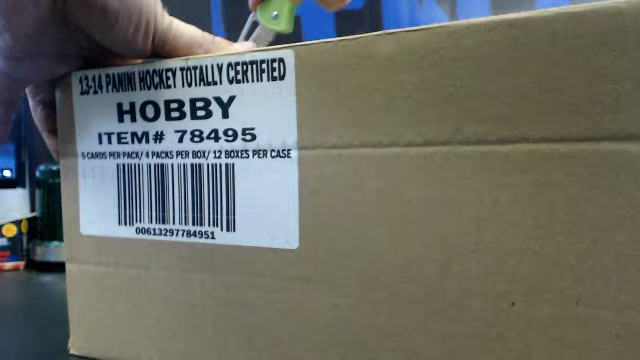 13-14 PANINI HOCKEY TOTALLY CERTIFIED
HOBBY
ITEM# 78495
5 CARDS PER PACK/ 4 PACKS PER BOX/ 12 BOXES PER CASE
00613297784951